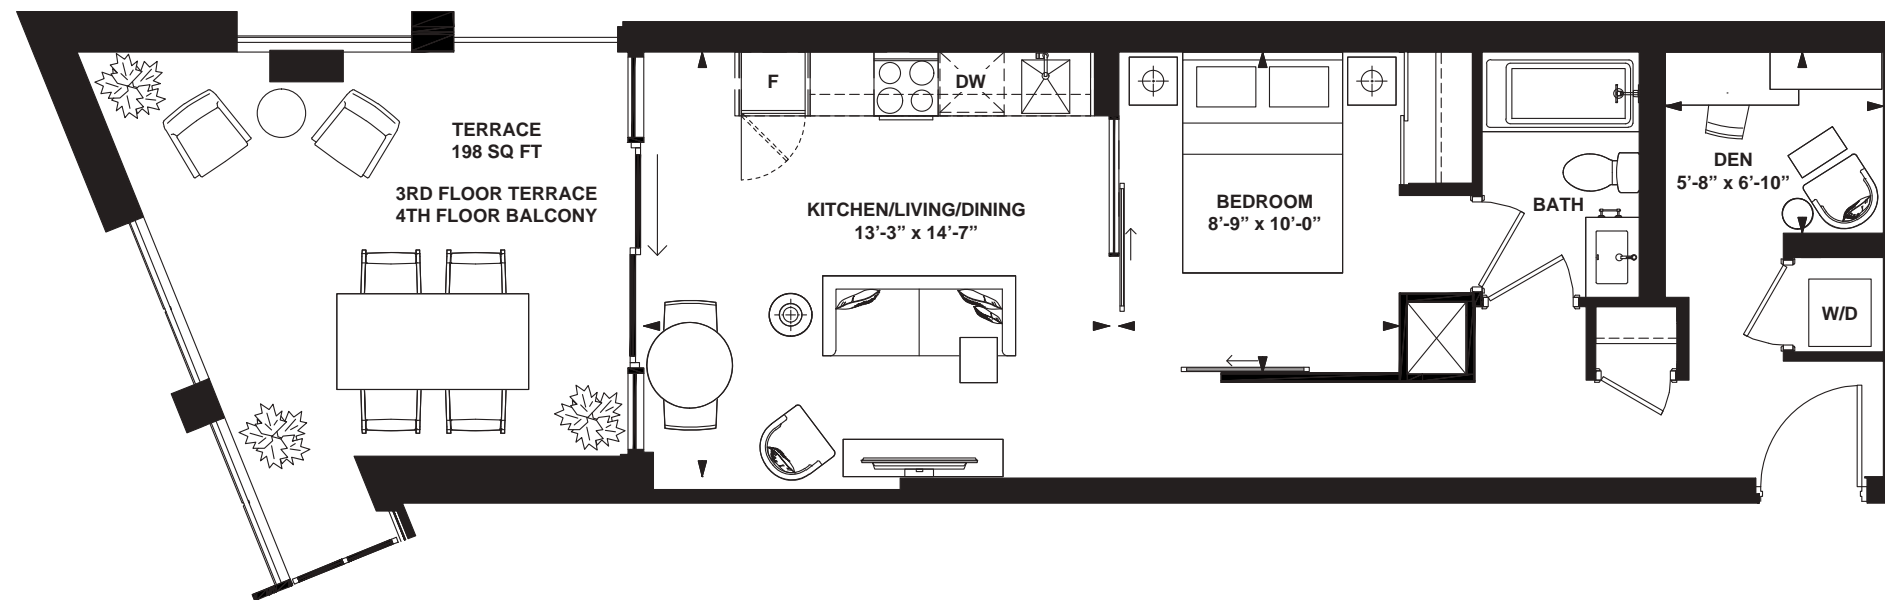 F
DW
TERRACE
198 SQ FT
3RD FLOOR TERRACE
4TH FLOOR BALCONY
KITCHEN/LIVING/DINING
13’-3” x 14’-7”
BEDROOM
8’-9” x 10’-0”
BATH
DEN
5’-8” x 6’-10”
W/D